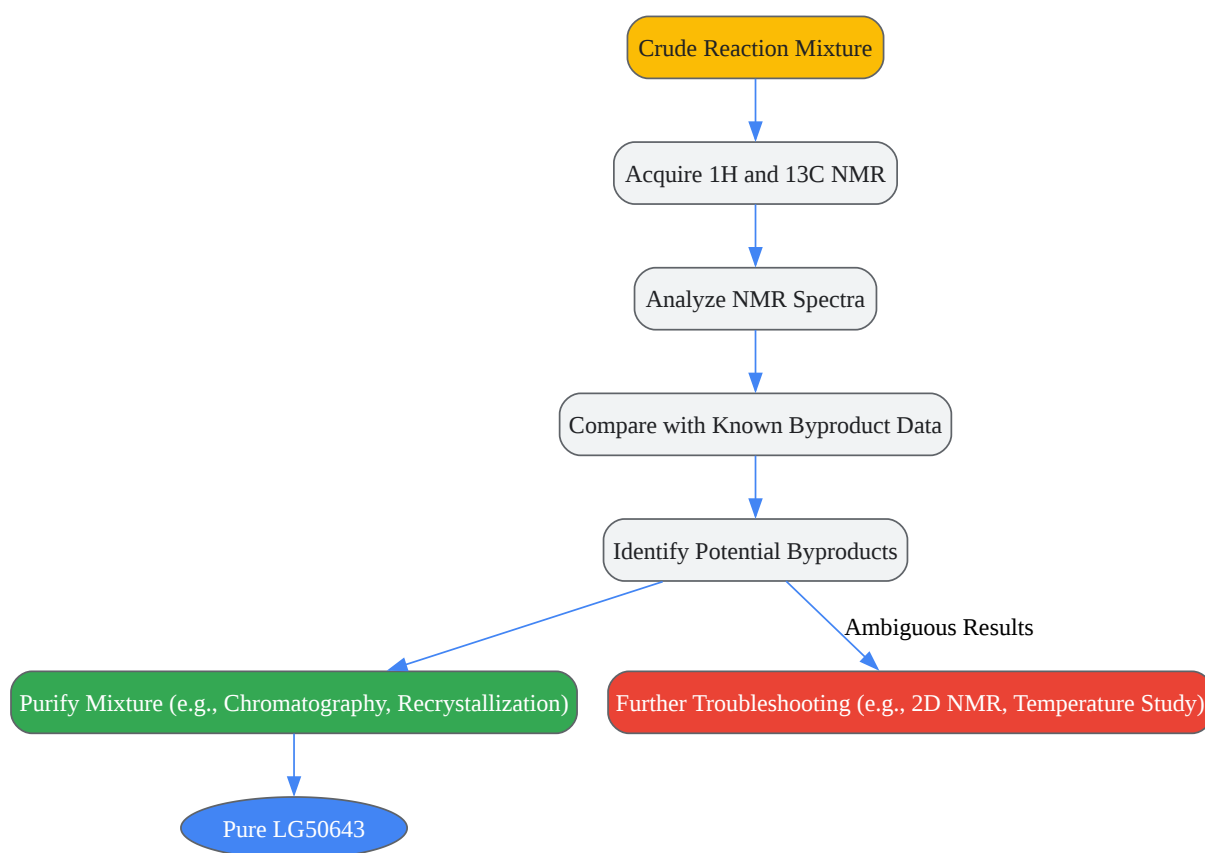 Crude Reaction Mixture
Acquire 1H and 13C NMR
Analyze NMR Spectra
Compare with Known Byproduct Data
Identify Potential Byproducts
Ambiguous Results
Purify Mixture (e.g., Chromatography, Recrystallization)
Further Troubleshooting (e.g., 2D NMR, Temperature Study)
Pure LG50643